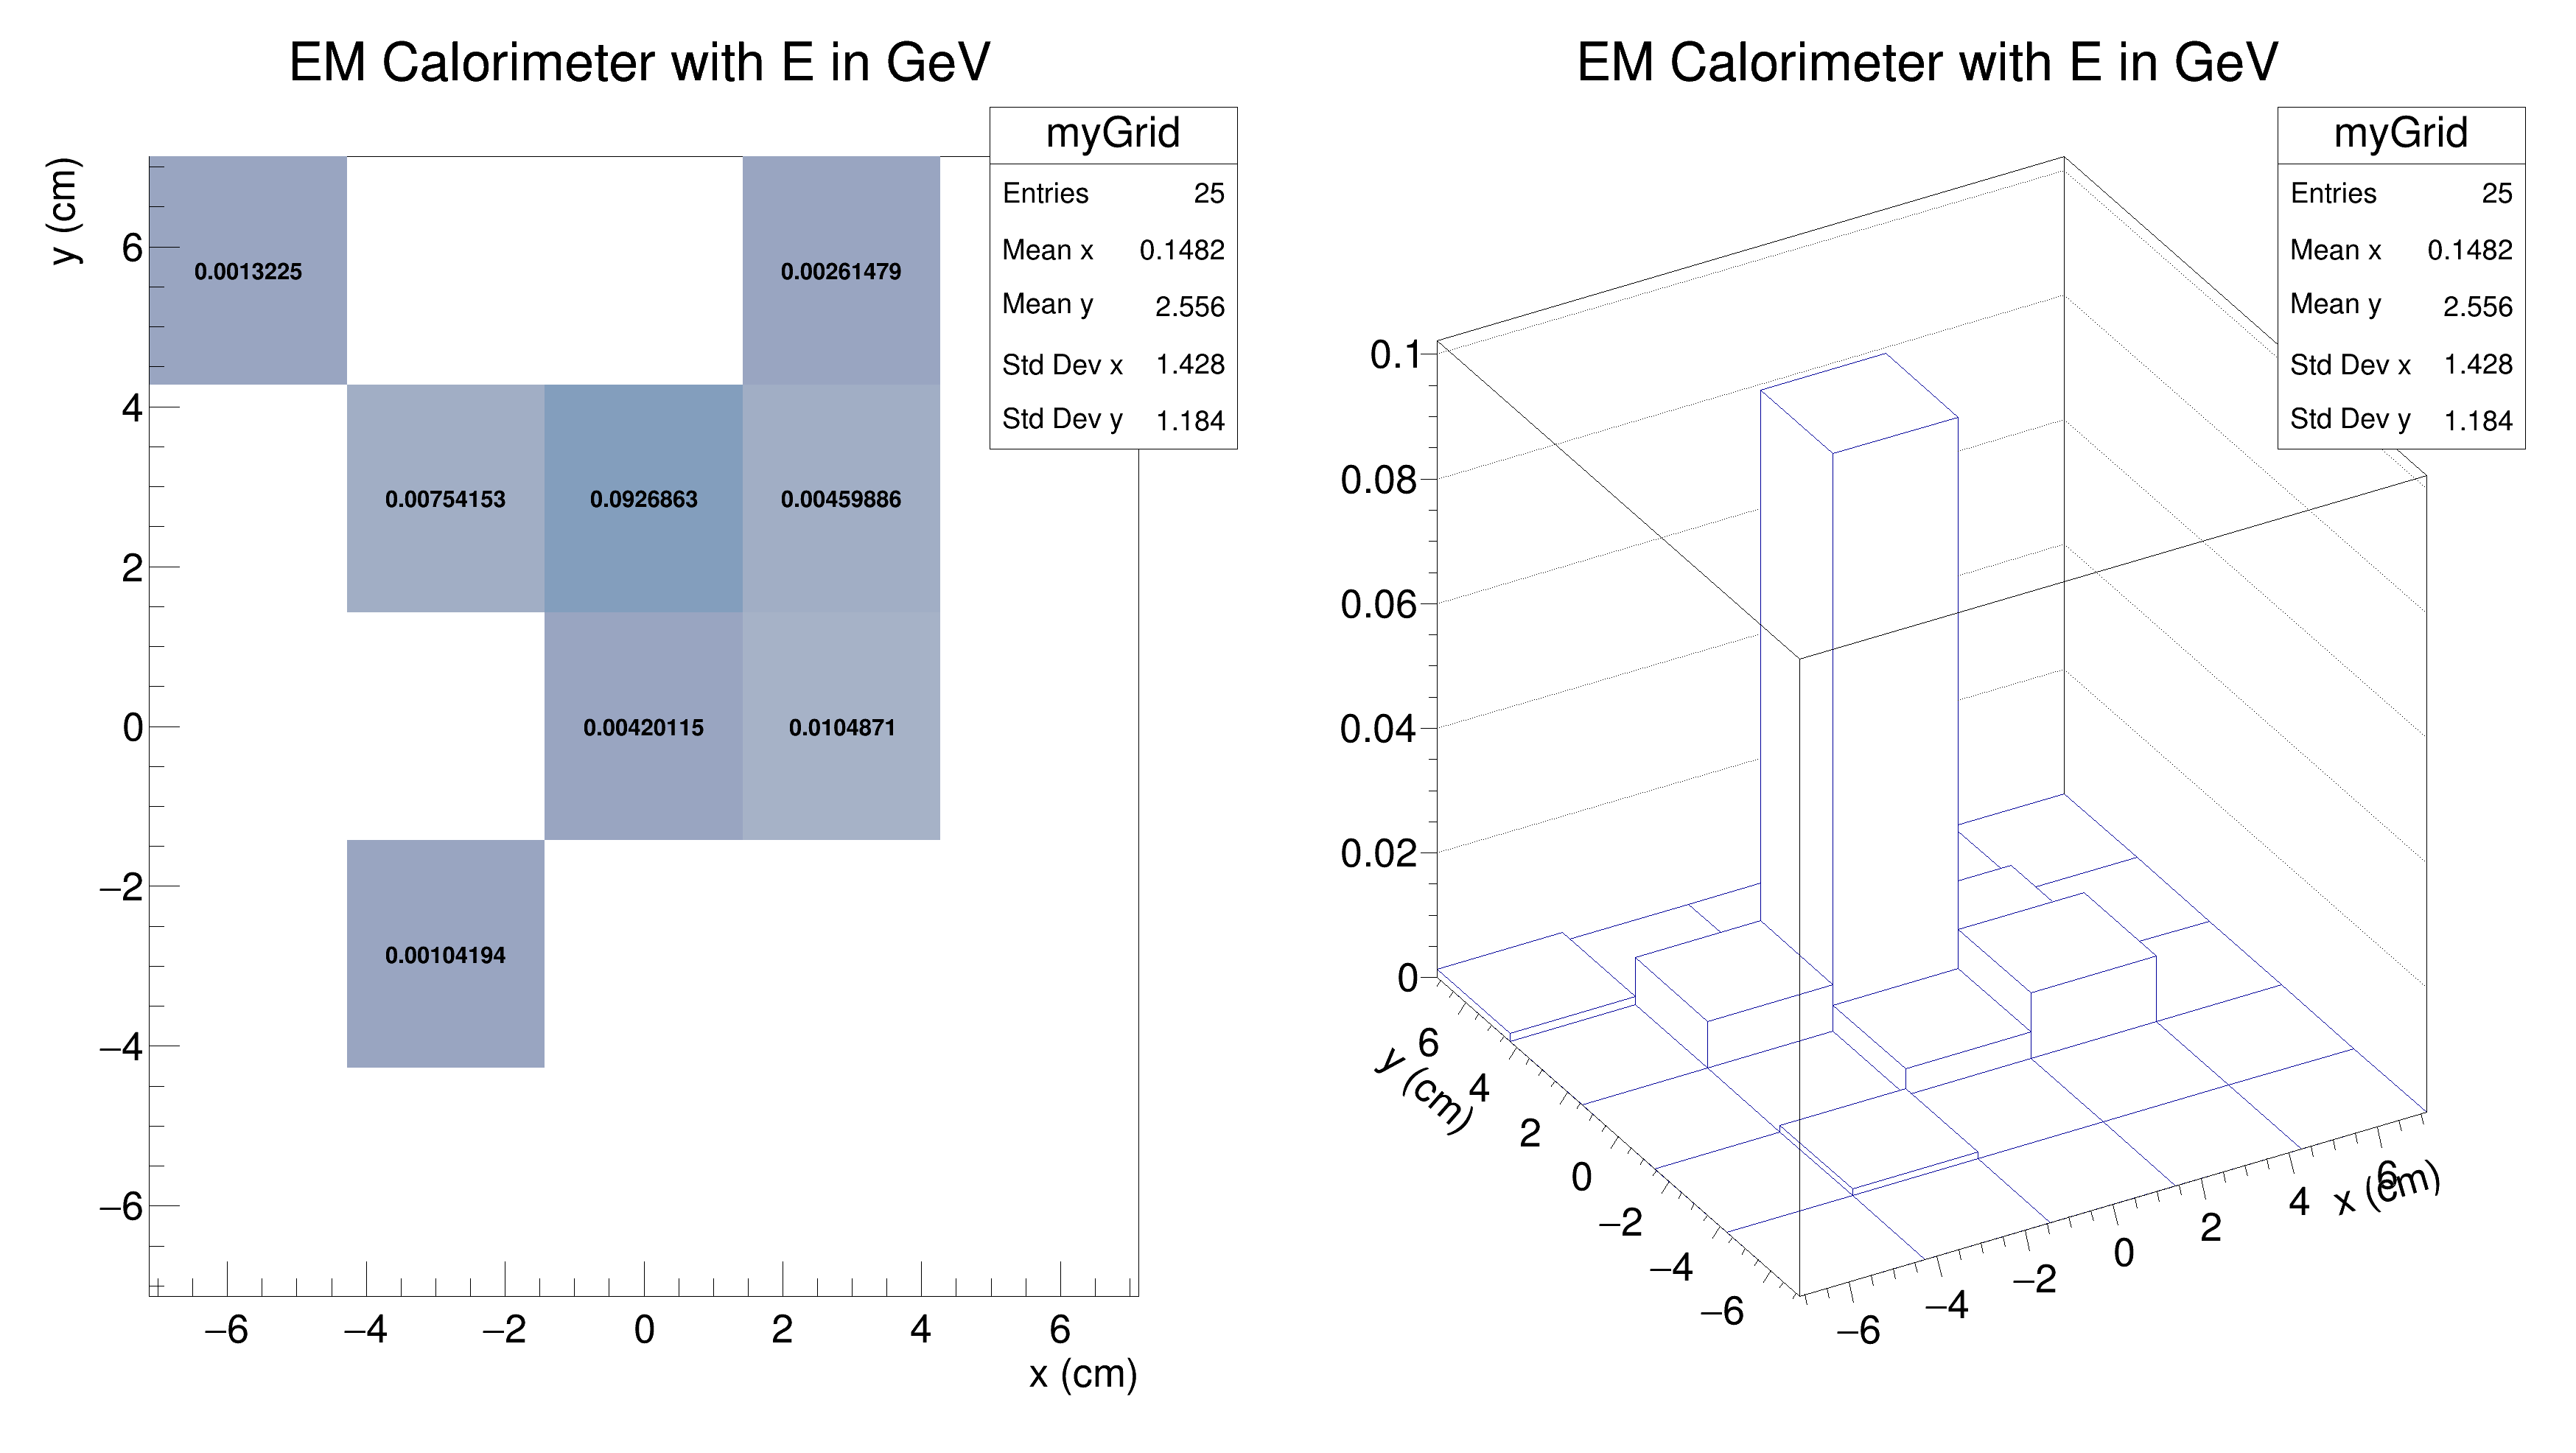 EM Calorimeter with E in GeV
myGrid
Entries 25
Mean x 0.1482
Mean y 2.556
Std Dev x 1.428
Std Dev y 1.184
y (cm)
6
4
2
0
−2
−4
−6
0.0013225
0.00261479
0.00754153
0.0926863
0.00459886
0.00420115
0.0104871
0.00104194
−6 −4 −2 0 2 4 6
x (cm)
EM Calorimeter with E in GeV
myGrid
Entries 25
Mean x 0.1482
Mean y 2.556
Std Dev x 1.428
Std Dev y 1.184
0.1
0.08
0.06
0.04
0.02
0
6
4
2
0
−2
−4
−6
y (cm)
−6 −4 −2 0 2 4 6
x (cm)